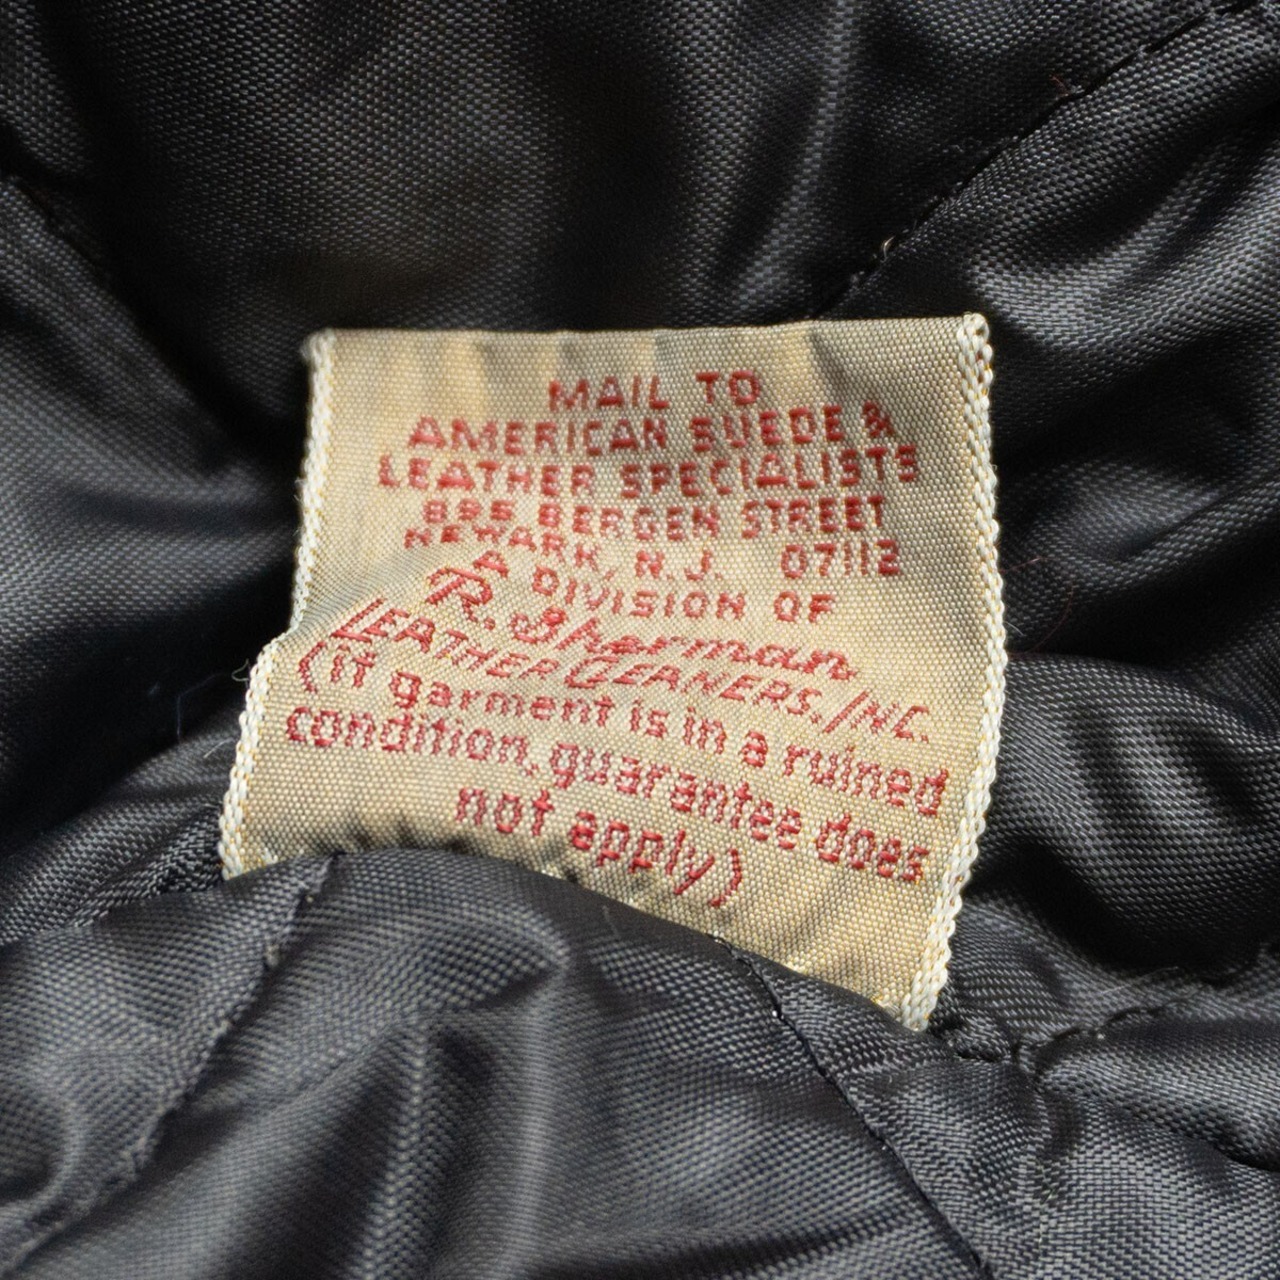 MAIL TO
AMERICAN SUEDE &
LEATHER SPECIALISTS
BERGEN STREET
NEWARK, N.J. 07112
A DIVISION OF
R. Sherman
LEATHER CLEANERS, INC.
(if garment is in a ruined
condition, guarantee does
not apply)